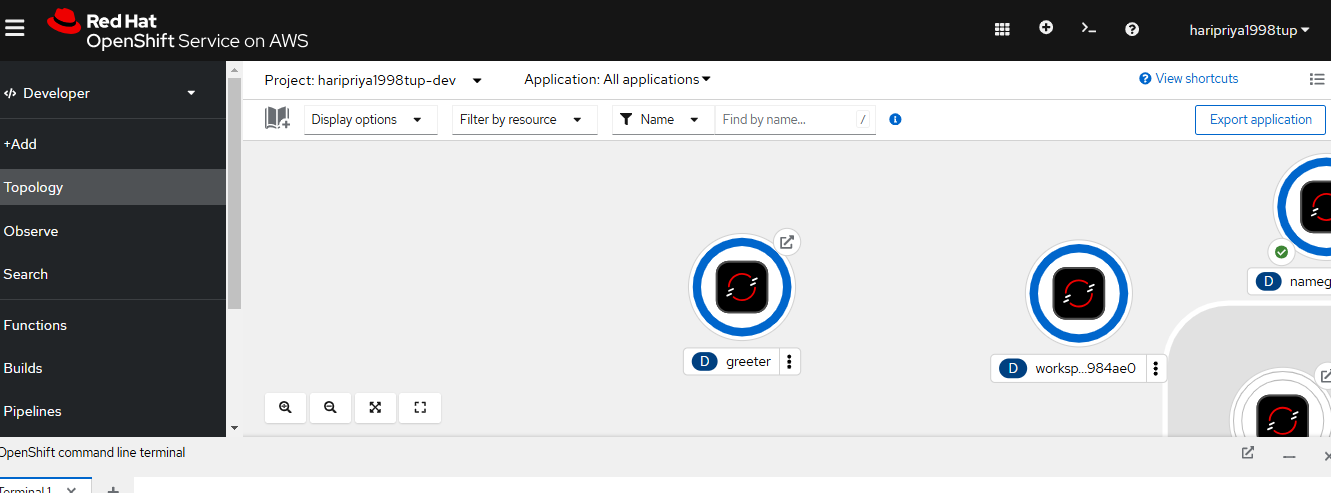 Red Hat
OpenShift Service on AWS
haripriya1998tup
Developer
Project: haripriya1998tup-dev
Application: All applications
View shortcuts
Display options
Filter by resource
Name
Find by name...
/
Export application
+Add
Topology
Observe
Search
Functions
Builds
Pipelines
D greeter
D worksp...984ae0
D nameg
OpenShift command line terminal
Terminal 1